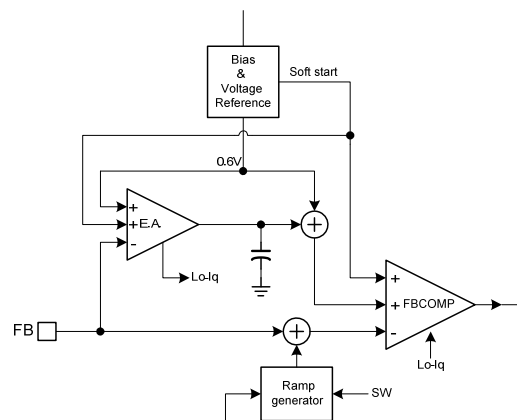 Bias
&
Voltage
Reference
Soft start
0.6V
+
+
-
E.A.
+
Lo-Iq
+
+
-
FBCOMP
FB
+
Lo-Iq
Ramp
generator
SW